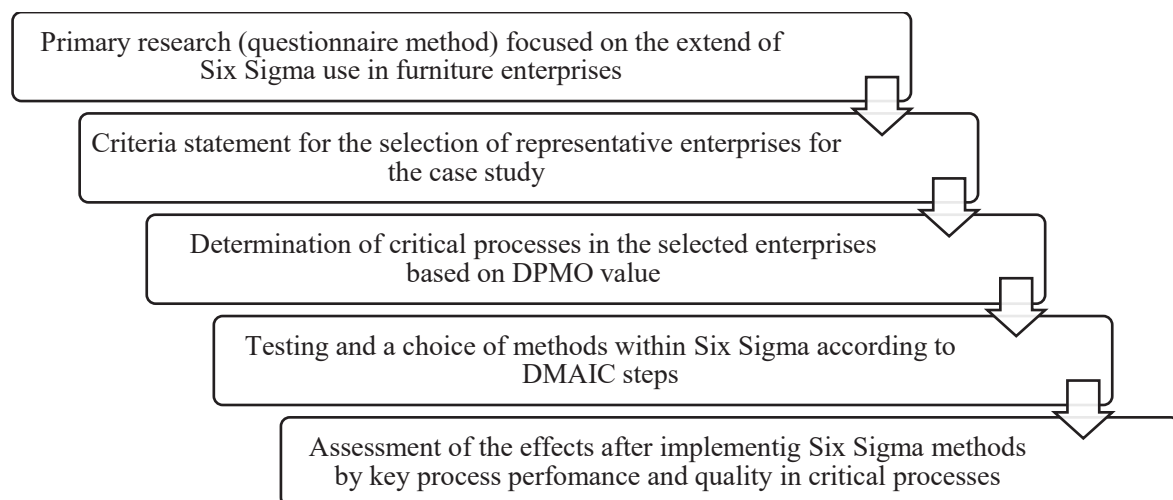 Primary research (questionnaire method) focused on the extend of
Six Sigma use in furniture enterprises
Criteria statement for the selection of representative enterprises for
the case study
Determination of critical processes in the selected enterprises
based on DPMO value
Testing and a choice of methods within Six Sigma according to
DMAIC steps
Assessment of the effects after implementig Six Sigma methods
by key process perfomance and quality in critical processes